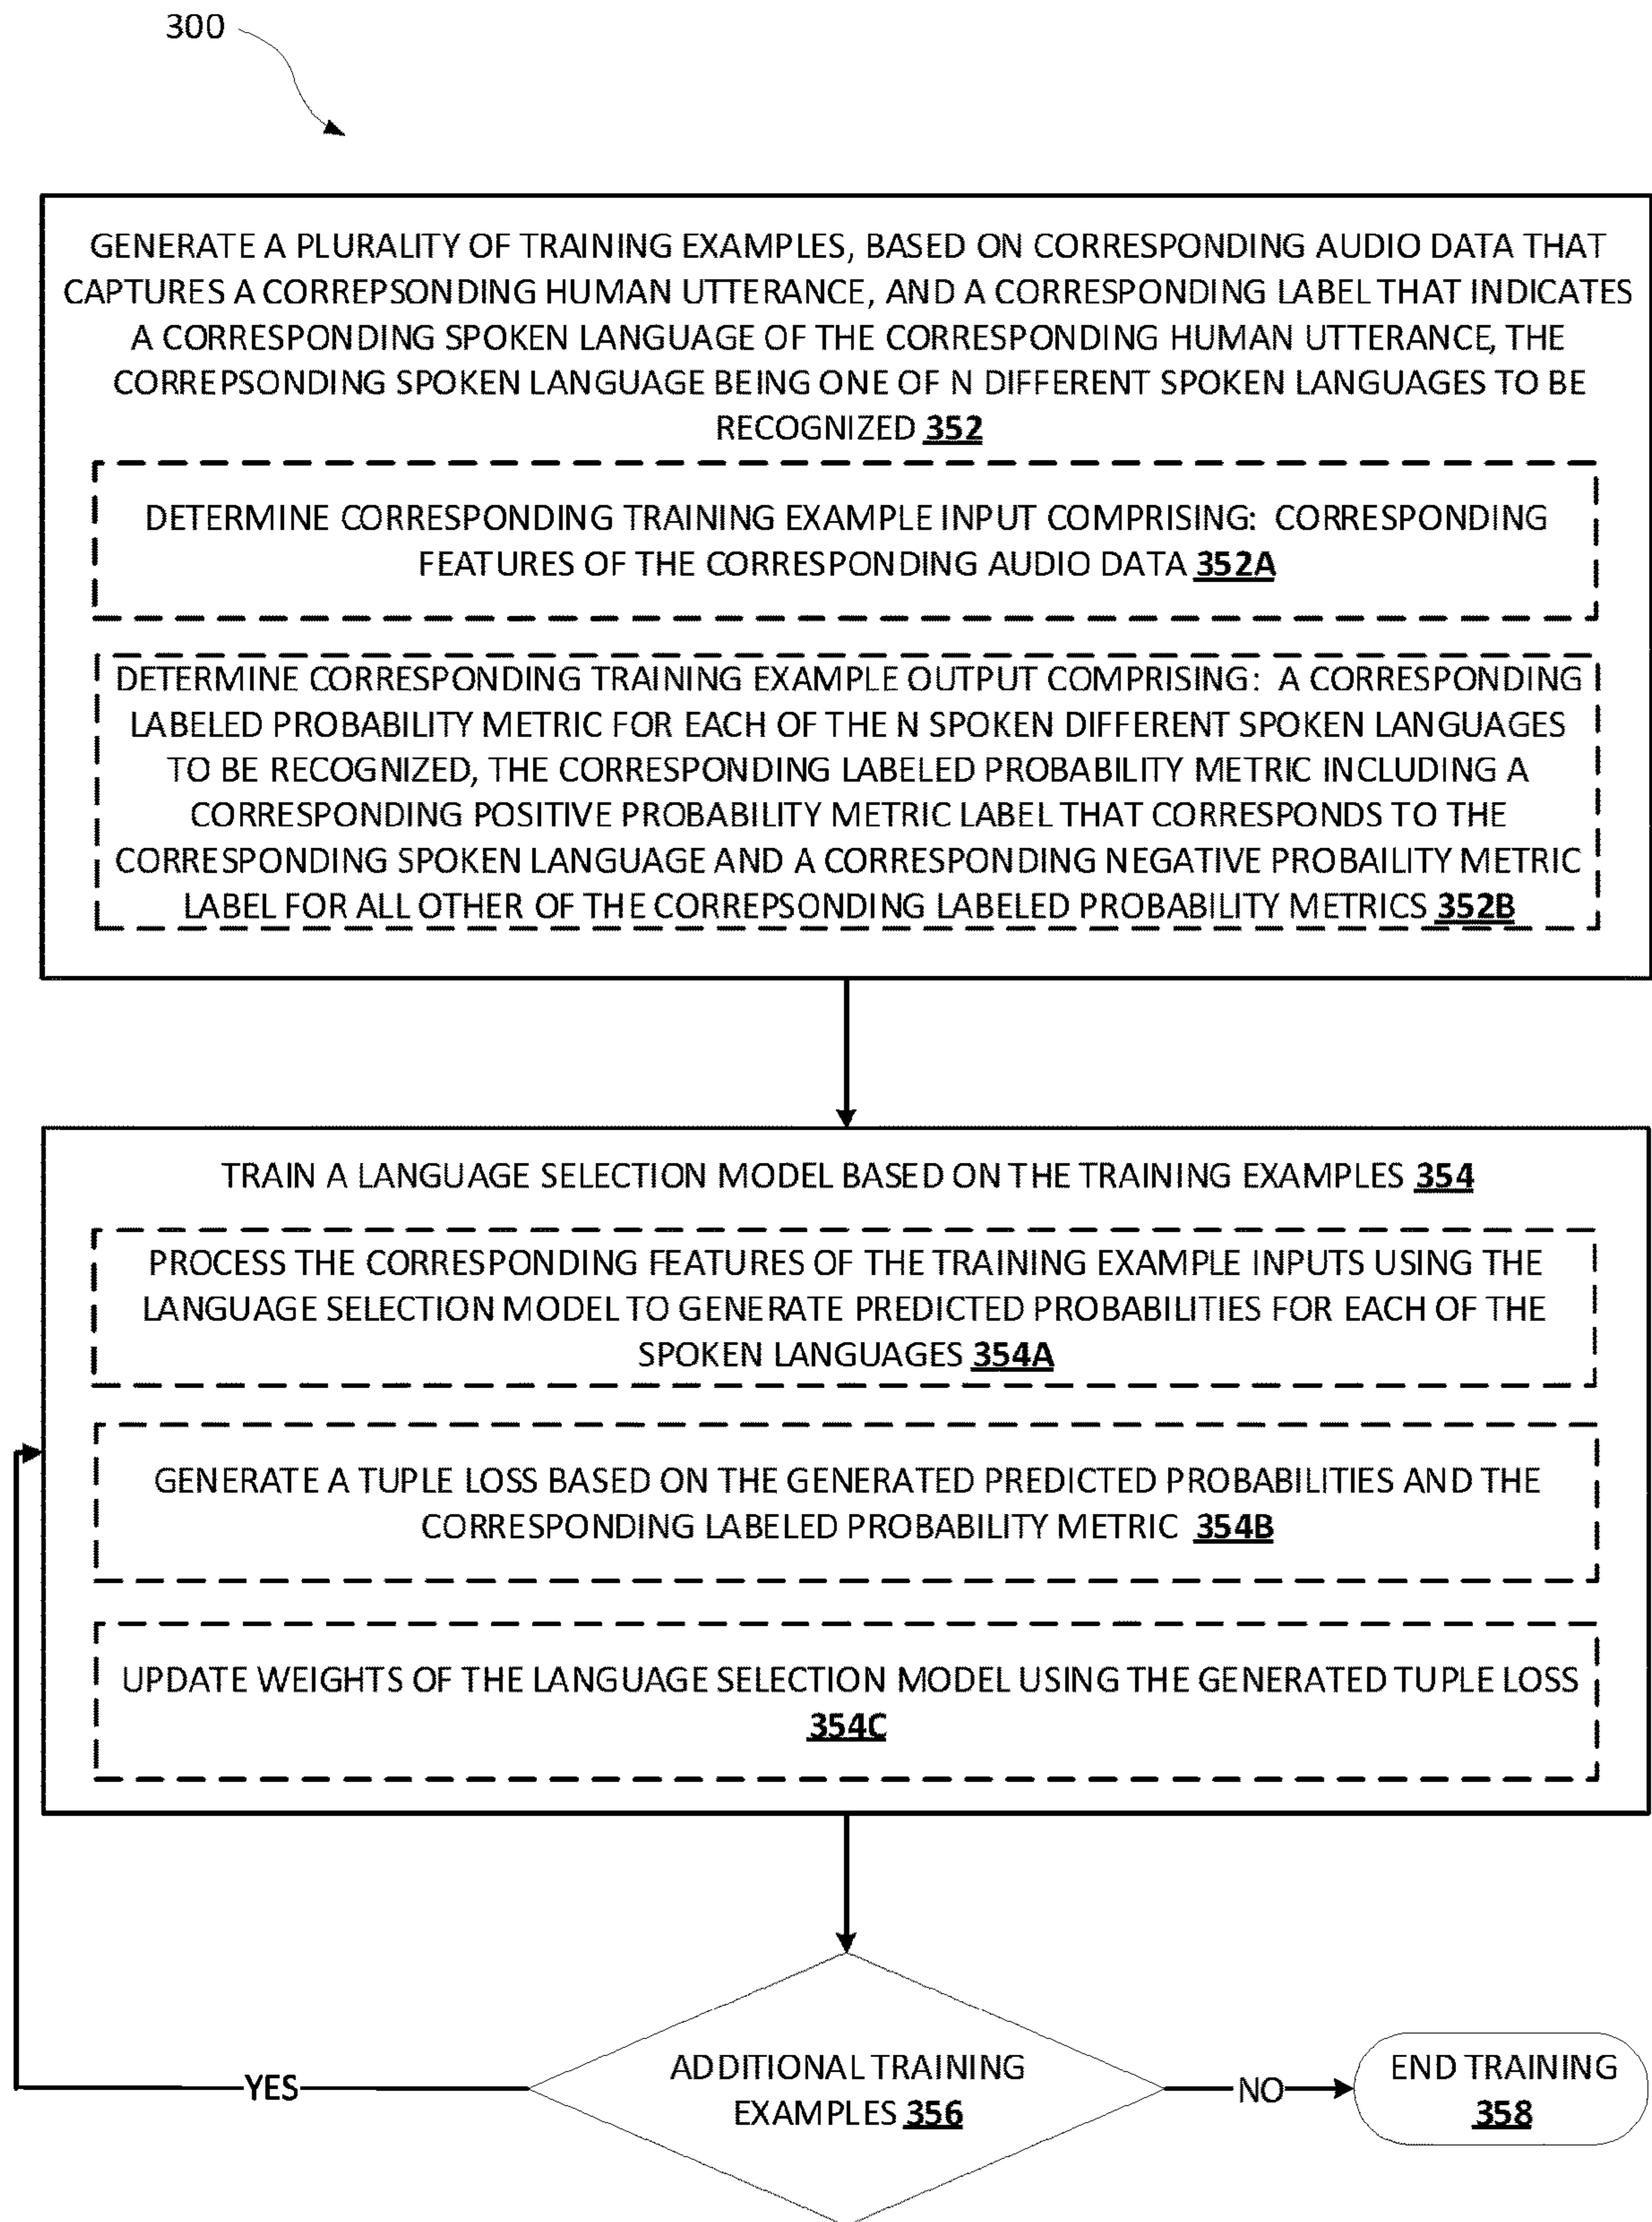 300
GENERATE A PLURALITY OF TRAINING EXAMPLES, BASED ON CORRESPONDING AUDIO DATA THAT
CAPTURES A CORREPSONDING HUMAN UTTERANCE, AND A CORRESPONDING LABEL THAT INDICATES
A CORRESPONDING SPOKEN LANGUAGE OF THE CORRESPONDING HUMAN UTTERANCE, THE
CORREPSONDING SPOKEN LANGUAGE BEING ONE OF N DIFFERENT SPOKEN LANGUAGES TO BE
RECOGNIZED 352
DETERMINE CORRESPONDING TRAINING EXAMPLE INPUT COMPRISING: CORRESPONDING
FEATURES OF THE CORRESPONDING AUDIO DATA 352A
DETERMINE CORRESPONDING TRAINING EXAMPLE OUTPUT COMPRISING: A CORRESPONDING
LABELED PROBABILITY METRIC FOR EACH OF THE N SPOKEN DIFFERENT SPOKEN LANGUAGES
TO BE RECOGNIZED, THE CORRESPONDING LABELED PROBABILITY METRIC INCLUDING A
CORRESPONDING POSITIVE PROBABILITY METRIC LABEL THAT CORRESPONDS TO THE
CORRESPONDING SPOKEN LANGUAGE AND A CORRESPONDING NEGATIVE PROBAILITY METRIC
LABEL FOR ALL OTHER OF THE CORREPSONDING LABELED PROBABILITY METRICS 352B
TRAIN A LANGUAGE SELECTION MODEL BASED ON THE TRAINING EXAMPLES 354
PROCESS THE CORRESPONDING FEATURES OF THE TRAINING EXAMPLE INPUTS USING THE
LANGUAGE SELECTION MODEL TO GENERATE PREDICTED PROBABILITIES FOR EACH OF THE
SPOKEN LANGUAGES 354A
GENERATE A TUPLE LOSS BASED ON THE GENERATED PREDICTED PROBABILITIES AND THE
CORRESPONDING LABELED PROBABILITY METRIC 354B
UPDATE WEIGHTS OF THE LANGUAGE SELECTION MODEL USING THE GENERATED TUPLE LOSS
354C
ADDITIONAL TRAINING
EXAMPLES 356
YES
NO
END TRAINING
358